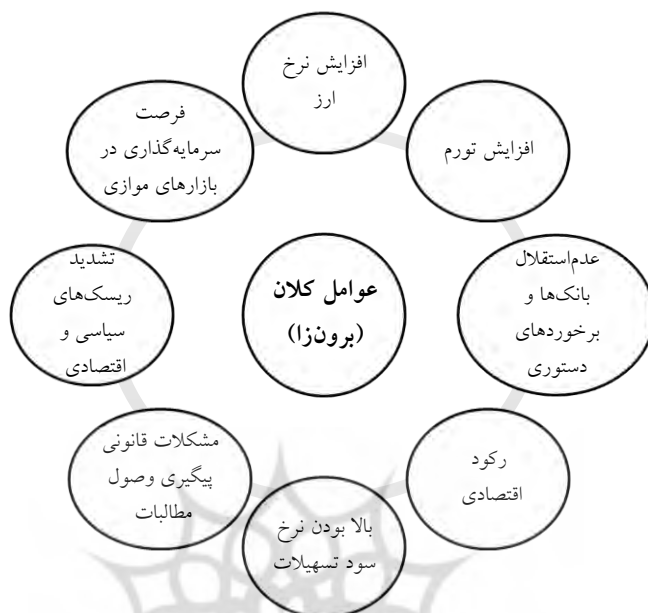 افزایش نرخ
ارز
افزایش تورم
عدم‌استقلال
بانک‌ها و
برخوردهای
دستوری
رکود
اقتصادی
بالا بودن نرخ
سود تسهیلات
مشکلات قانونی
پیگیری وصول
مطالبات
تشدید
ریسک‌های
سیاسی و
اقتصادی
فرصت
سرمایه‌گذاری در
بازارهای موازی
عوامل کلان
(برون‌زا)